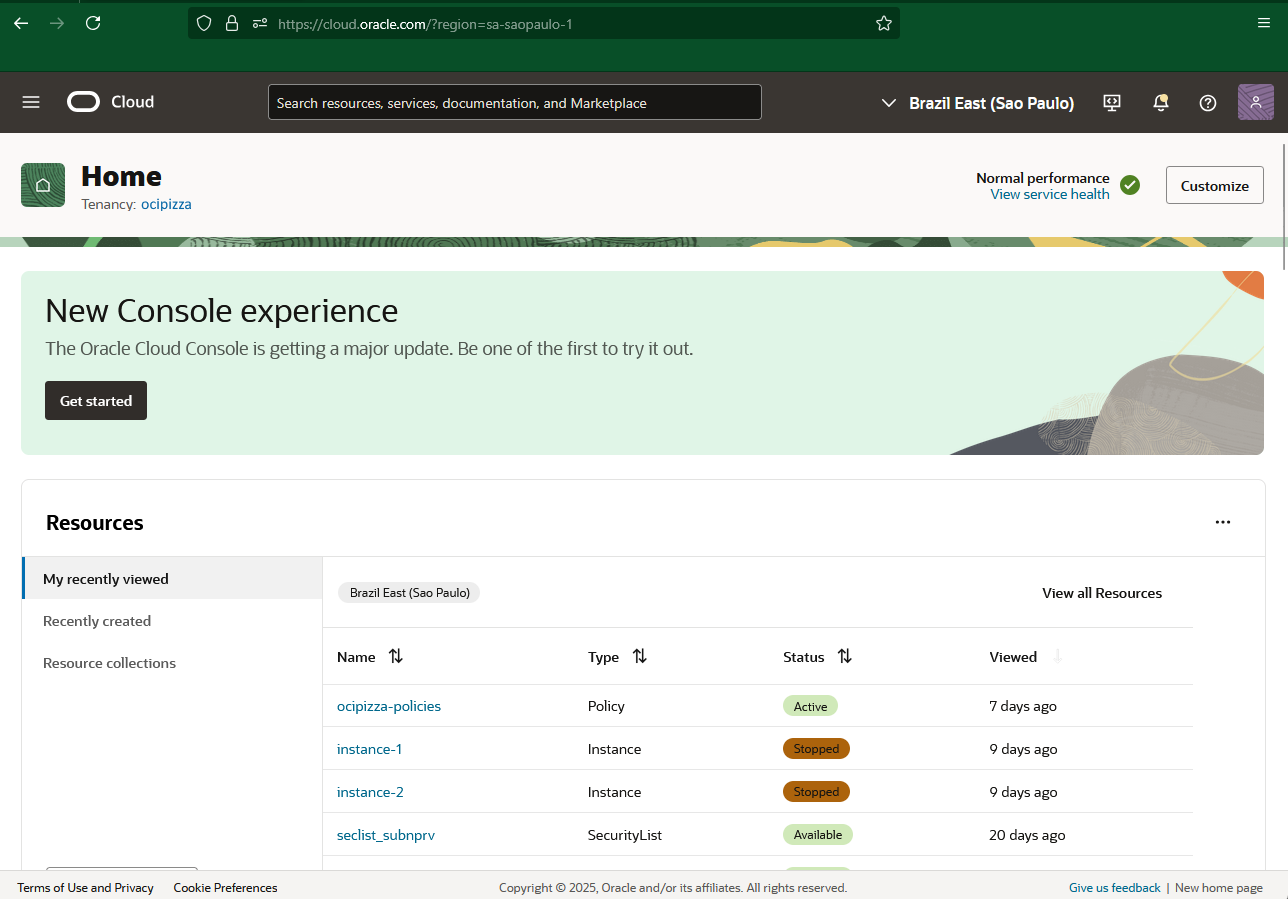 https://cloud.oracle.com/?region=sa-saopaulo-1
Cloud
Search resources, services, documentation, and Marketplace
Brazil East (Sao Paulo)
Home
Tenancy: ocipizza
Normal performance
View service health
Customize
New Console experience
The Oracle Cloud Console is getting a major update. Be one of the first to try it out.
Get started
Resources
My recently viewed
Recently created
Resource collections
Brazil East (Sao Paulo)
View all Resources
Name Type Status Viewed
ocipizza-policies Policy Active 7 days ago
instance-1 Instance Stopped 9 days ago
instance-2 Instance Stopped 9 days ago
seclist_subnprv SecurityList Available 20 days ago
Terms of Use and Privacy Cookie Preferences Copyright © 2025, Oracle and/or its affiliates. All rights reserved. Give us feedback | New home page